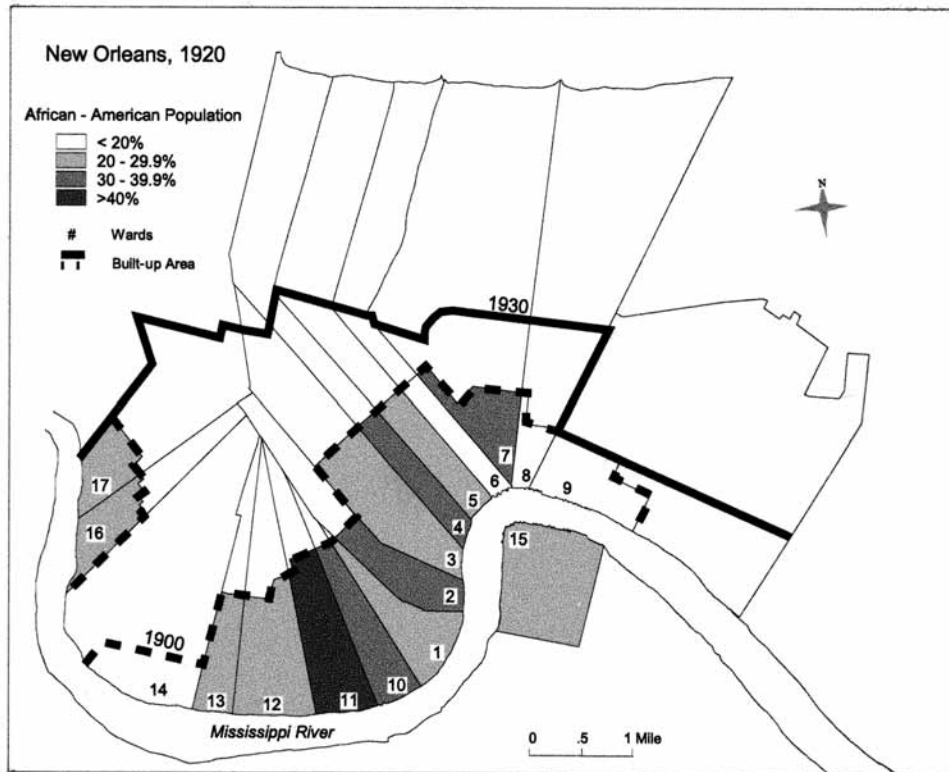 New Orleans, 1920
African - American Population
< 20%
20 - 29.9%
30 - 39.9%
>40%
# Wards
Built-up Area
N
1930
17
16
7
8
9
6
5
4
3
2
15
1900
1
14
13
12
11
10
Mississippi River
0 .5 1 Mile